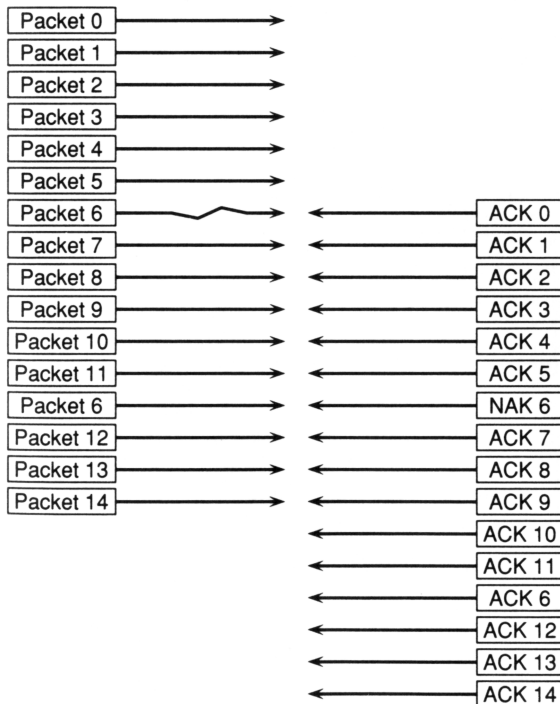 Packet 0
Packet 1
Packet 2
Packet 3
Packet 4
Packet 5
Packet 6
ACK 0
Packet 7
ACK 1
Packet 8
ACK 2
Packet 9
ACK 3
Packet 10
ACK 4
Packet 11
ACK 5
Packet 6
NAK 6
Packet 12
ACK 7
Packet 13
ACK 8
Packet 14
ACK 9
ACK 10
ACK 11
ACK 6
ACK 12
ACK 13
ACK 14